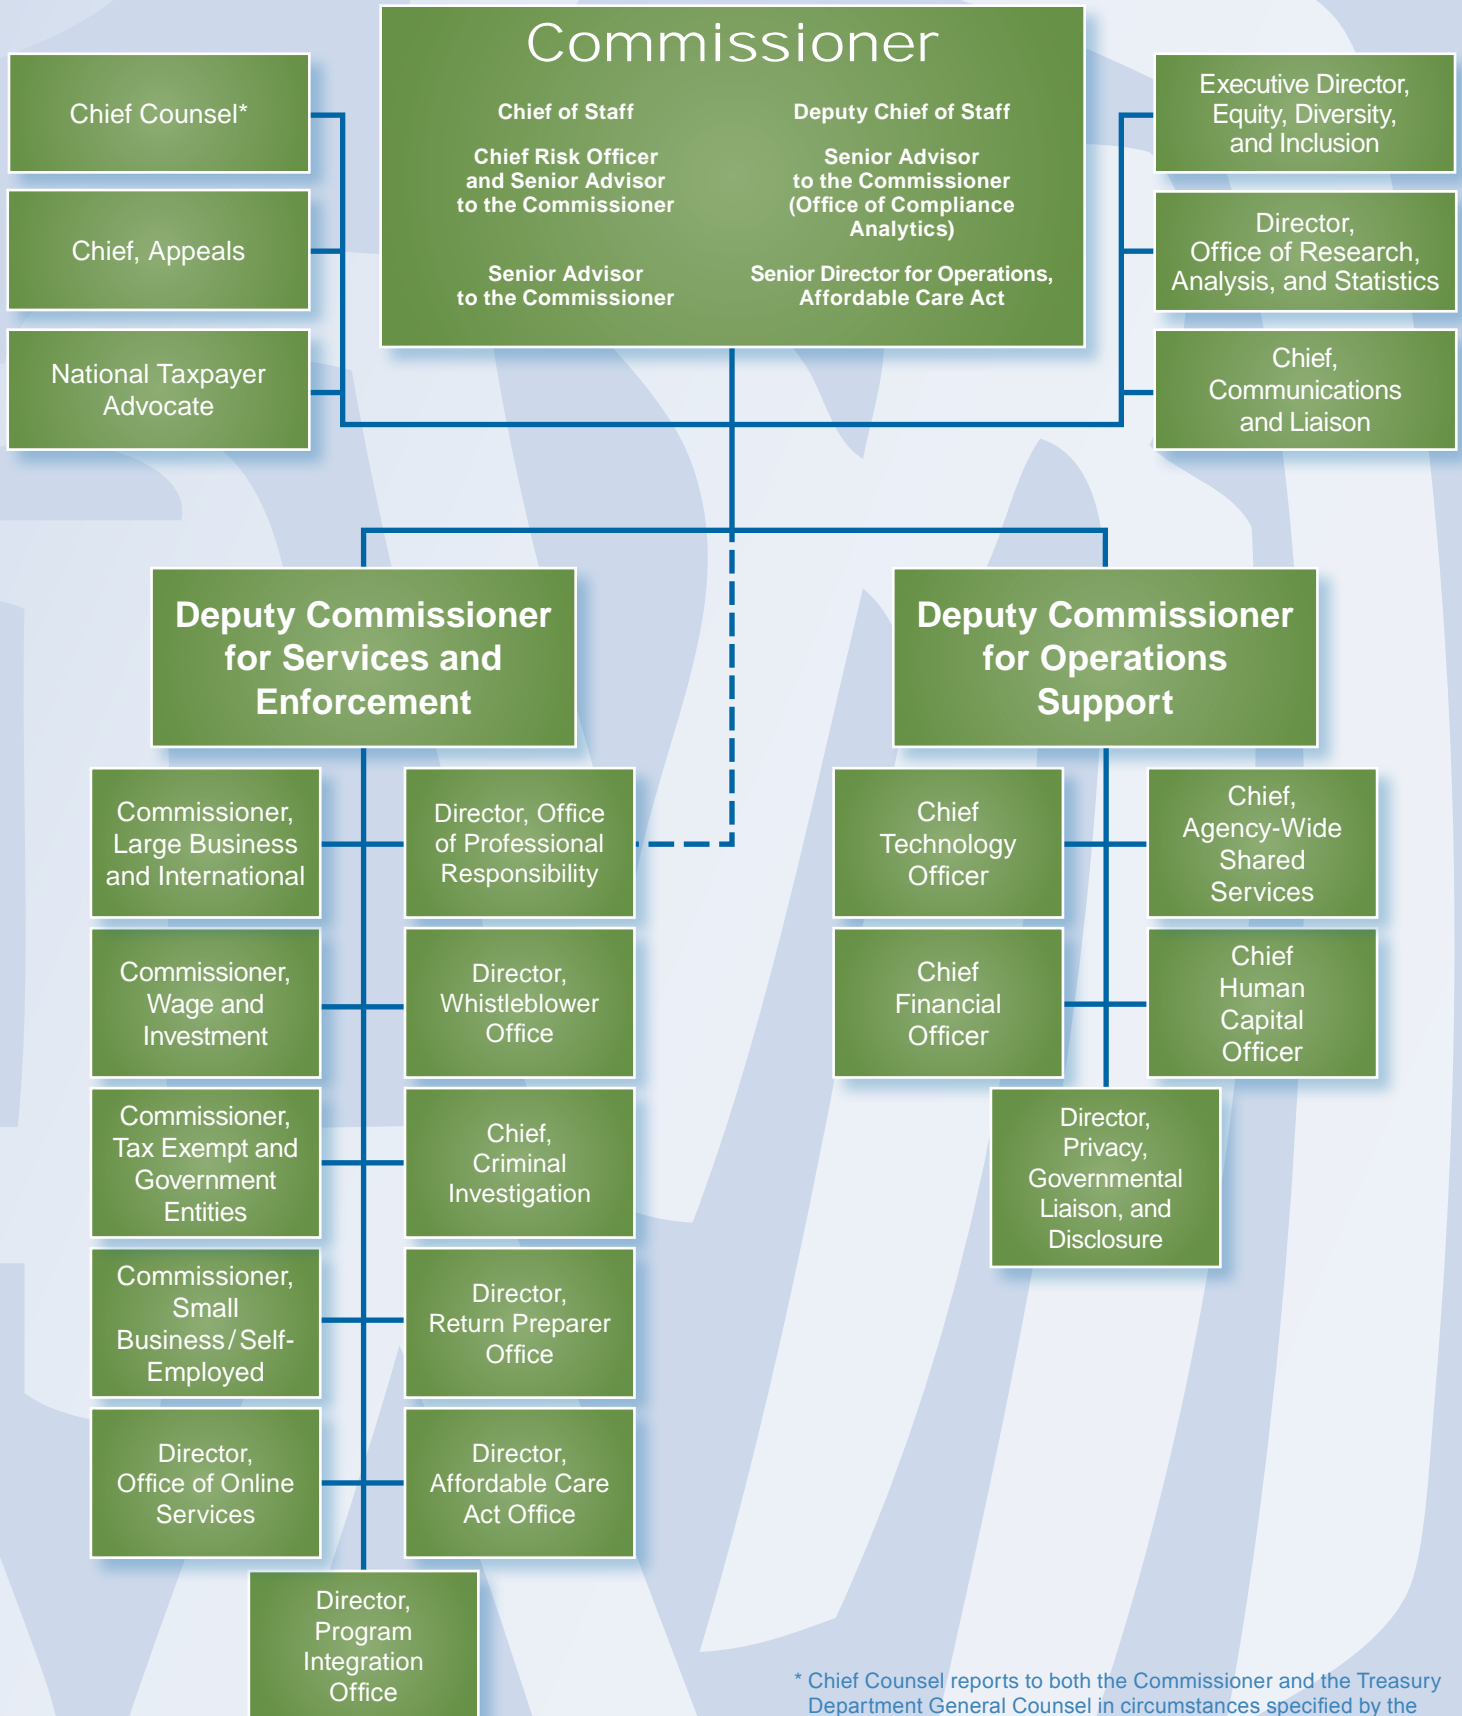 Commissioner
Chief of Staff
Chief Risk Officer
and Senior Advisor
to the Commissioner
Senior Advisor
to the Commissioner
Deputy Chief of Staff
Senior Advisor
to the Commissioner
(Office of Compliance
Analytics)
Senior Director for Operations,
Affordable Care Act
Chief Counsel*
Chief, Appeals
National Taxpayer
Advocate
Executive Director,
Equity, Diversity,
and Inclusion
Director,
Office of Research,
Analysis, and Statistics
Chief,
Communications
and Liaison
Deputy Commissioner
for Services and
Enforcement
Commissioner,
Large Business
and International
Director, Office
of Professional
Responsibility
Commissioner,
Wage and
Investment
Director,
Whistleblower
Office
Commissioner,
Tax Exempt and
Government
Entities
Chief,
Criminal
Investigation
Commissioner,
Small
Business/Self-
Employed
Director,
Return Preparer
Office
Director,
Office of Online
Services
Director,
Affordable Care
Act Office
Director,
Program
Integration
Office
Deputy Commissioner
for Operations
Support
Chief
Technology
Officer
Chief,
Agency-Wide
Shared
Services
Chief
Financial
Officer
Chief
Human
Capital
Officer
Director,
Privacy,
Governmental
Liaison, and
Disclosure
* Chief Counsel reports to both the Commissioner and the Treasury
Department General Counsel in circumstances specified by the